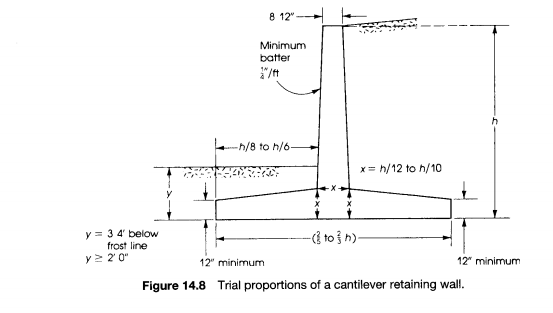 8 12"
Minimum
batter
¼"/ft
h
h/8 to h/6
x = h/12 to h/10
x
y
x
x
y = 3 4' below
frost line
y ≥ 2' 0"
(⅖ to ⅔ h)
12" minimum
12" minimum
Figure 14.8 Trial proportions of a cantilever retaining wall.